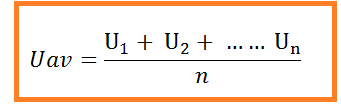 Uav = (U₁ + U₂ + … … Uₙ) / n